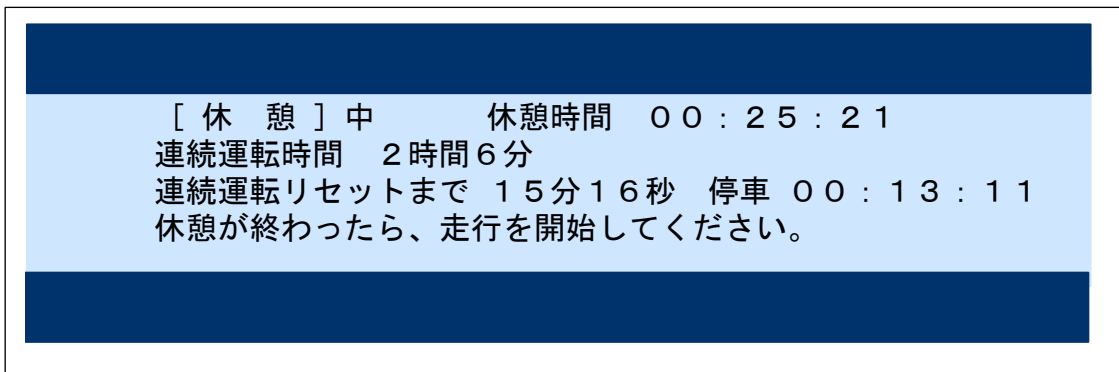 ［休　憩］中　　　休憩時間　００：２５：２１
連続運転時間　２時間６分
連続運転リセットまで １５分１６秒　停車 ００：１３：１１
休憩が終わったら、走行を開始してください。